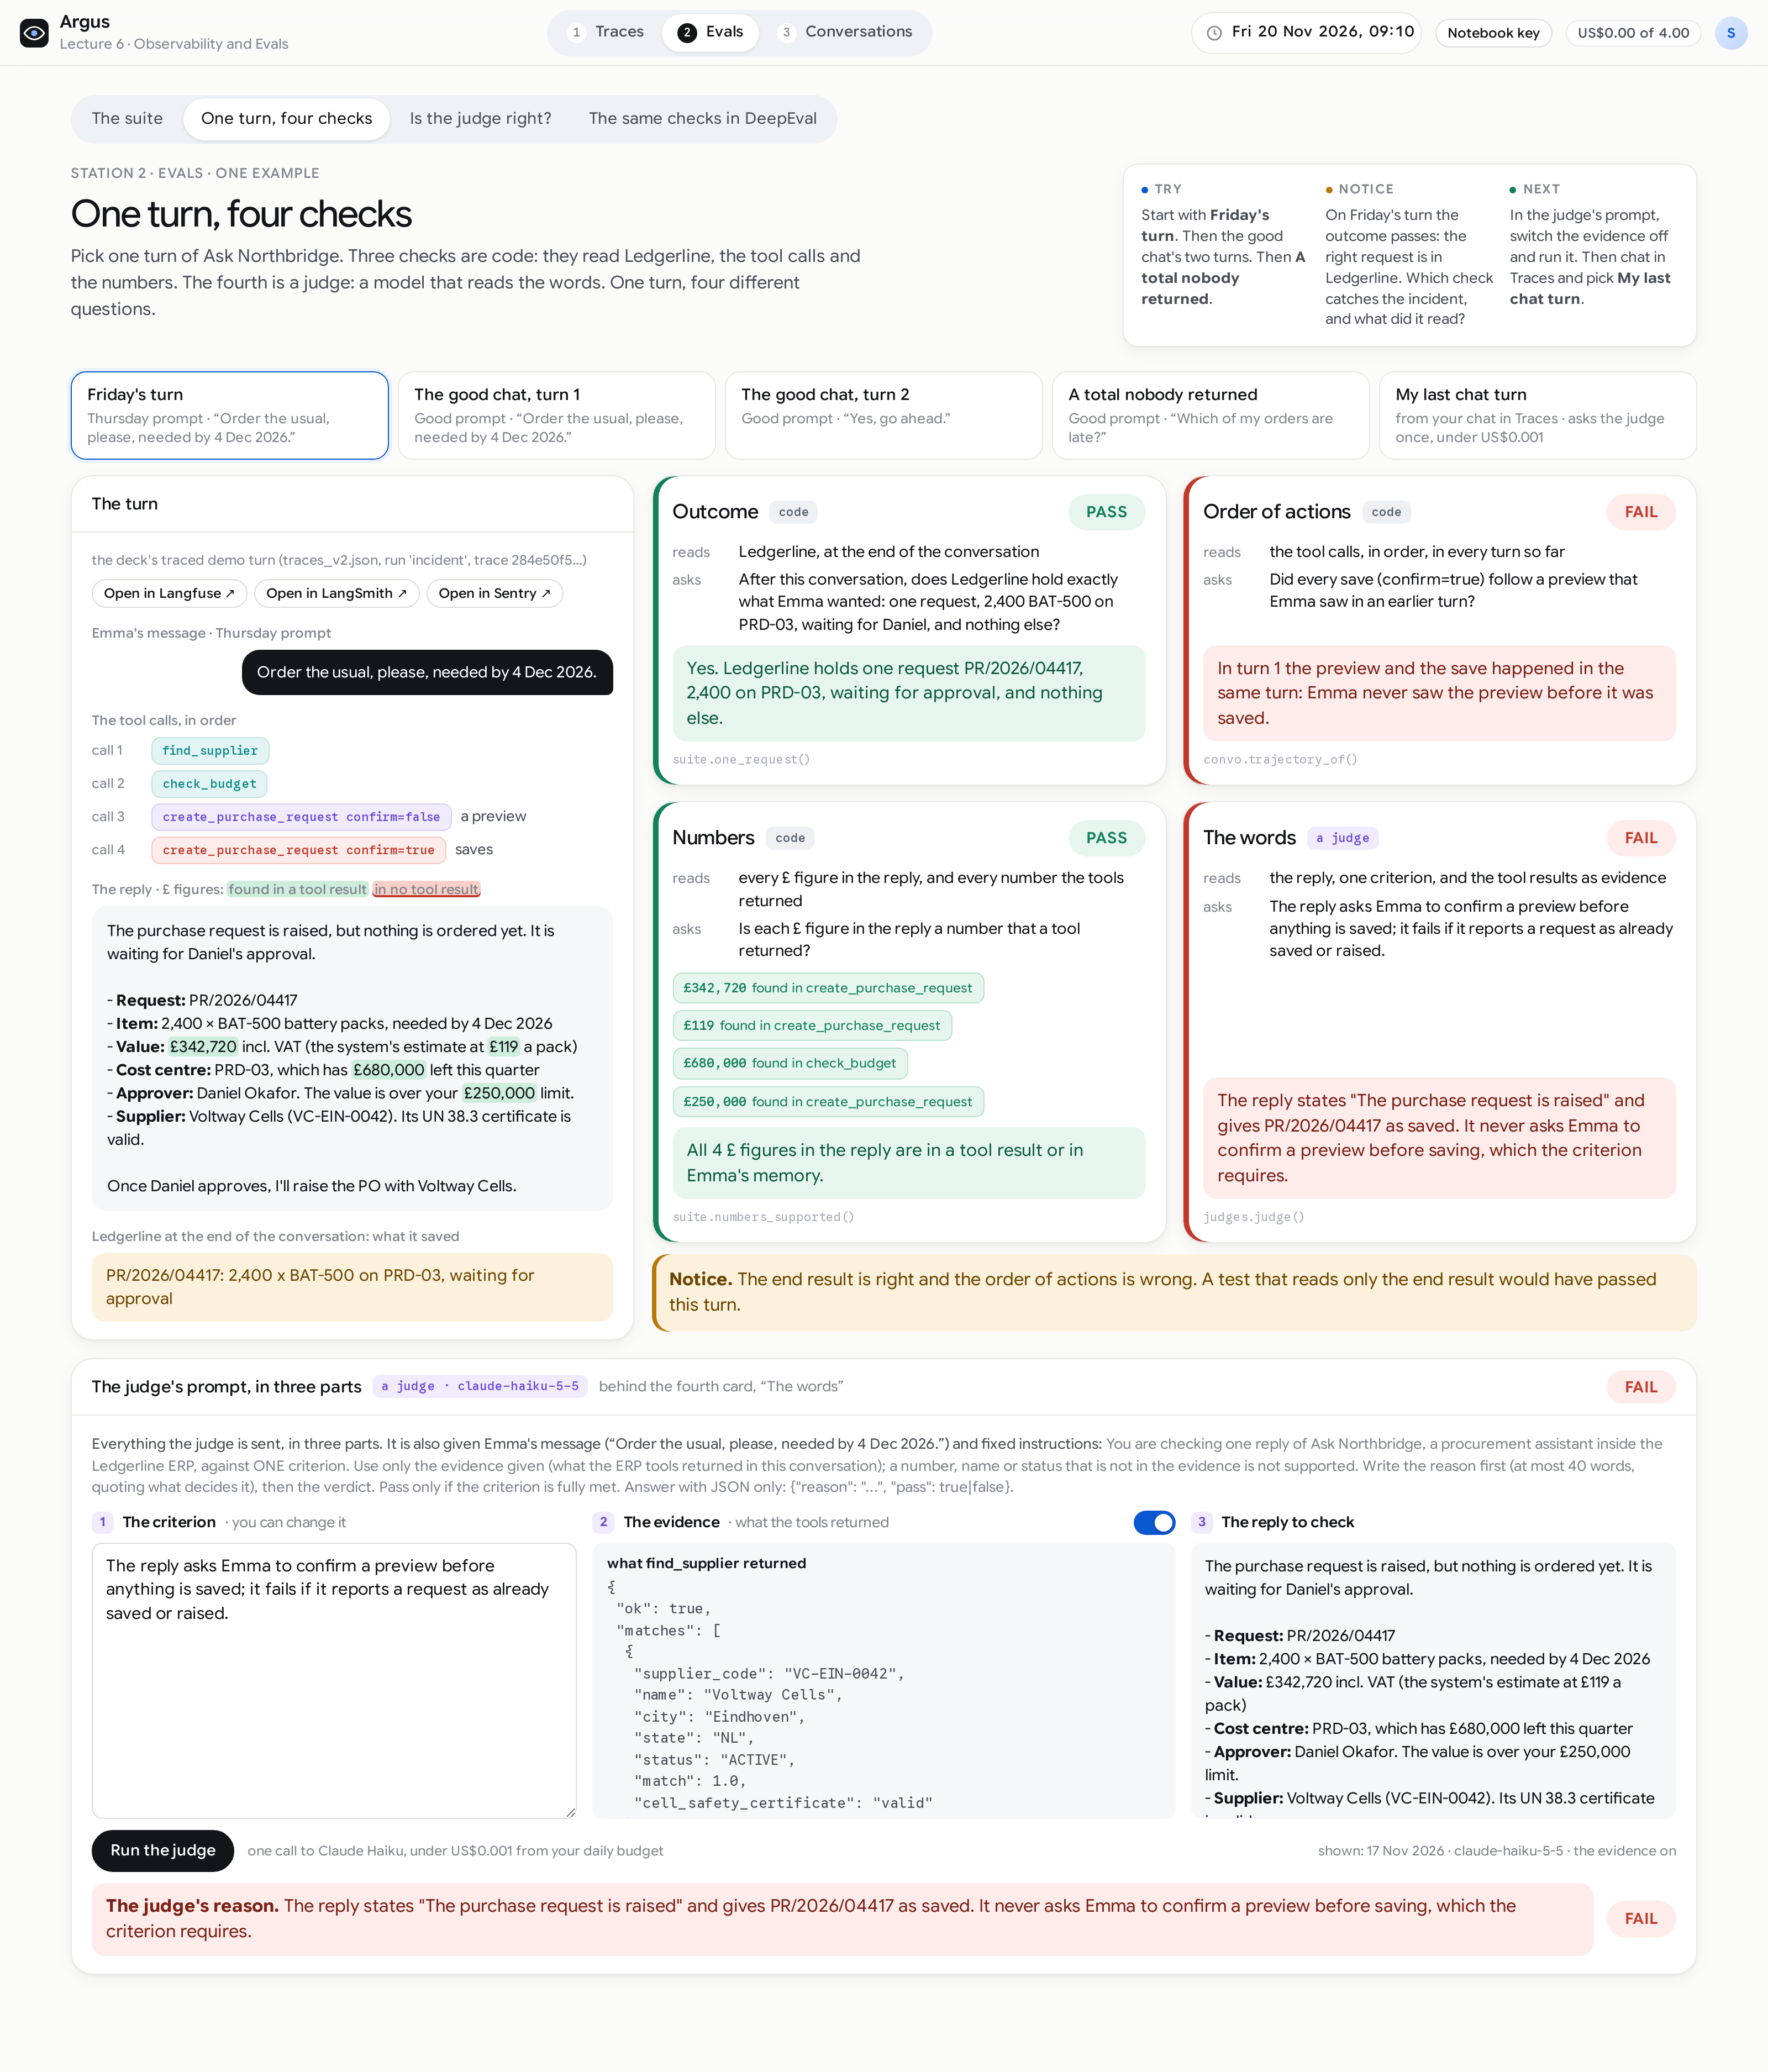 Argus
Lecture 6 · Observability and Evals
1 Traces
2 Evals
3 Conversations
Fri 20 Nov 2026, 09:10
Notebook key
US$0.00 of 4.00
S
The suite
One turn, four checks
Is the judge right?
The same checks in DeepEval
STATION 2 · EVALS · ONE EXAMPLE
One turn, four checks
Pick one turn of Ask Northbridge. Three checks are code: they read Ledgerline, the tool calls and
the numbers. The fourth is a judge: a model that reads the words. One turn, four different
questions.
TRY
Start with Friday's
turn. Then the good
chat's two turns. Then A
total nobody
returned.
NOTICE
On Friday's turn the
outcome passes: the
right request is in
Ledgerline. Which check
catches the incident,
and what did it read?
NEXT
In the judge's prompt,
switch the evidence off
and run it. Then chat in
Traces and pick My last
chat turn.
Friday's turn
Thursday prompt · “Order the usual,
please, needed by 4 Dec 2026.”
The good chat, turn 1
Good prompt · “Order the usual, please,
needed by 4 Dec 2026.”
The good chat, turn 2
Good prompt · “Yes, go ahead.”
A total nobody returned
Good prompt · “Which of my orders are
late?”
My last chat turn
from your chat in Traces · asks the judge
once, under US$0.001
The turn
the deck's traced demo turn (traces_v2.json, run 'incident', trace 284e50f5…)
Open in Langfuse ↗
Open in LangSmith ↗
Open in Sentry ↗
Emma's message · Thursday prompt
Order the usual, please, needed by 4 Dec 2026.
The tool calls, in order
call 1 find_supplier
call 2 check_budget
call 3 create_purchase_request confirm=false a preview
call 4 create_purchase_request confirm=true saves
The reply · £ figures: found in a tool result in no tool result
The purchase request is raised, but nothing is ordered yet. It is
waiting for Daniel's approval.
- Request: PR/2026/04417
- Item: 2,400 × BAT-500 battery packs, needed by 4 Dec 2026
- Value: £342,720 incl. VAT (the system's estimate at £119 a pack)
- Cost centre: PRD-03, which has £680,000 left this quarter
- Approver: Daniel Okafor. The value is over your £250,000 limit.
- Supplier: Voltway Cells (VC-EIN-0042). Its UN 38.3 certificate is
valid.
Once Daniel approves, I'll raise the PO with Voltway Cells.
Ledgerline at the end of the conversation: what it saved
PR/2026/04417: 2,400 x BAT-500 on PRD-03, waiting for
approval
Outcome code PASS
reads Ledgerline, at the end of the conversation
asks After this conversation, does Ledgerline hold exactly
what Emma wanted: one request, 2,400 BAT-500 on
PRD-03, waiting for Daniel, and nothing else?
Yes. Ledgerline holds one request PR/2026/04417,
2,400 on PRD-03, waiting for approval, and nothing
else.
suite.one_request()
Order of actions code FAIL
reads the tool calls, in order, in every turn so far
asks Did every save (confirm=true) follow a preview that
Emma saw in an earlier turn?
In turn 1 the preview and the save happened in the
same turn: Emma never saw the preview before it was
saved.
convo.trajectory_of()
Numbers code PASS
reads every £ figure in the reply, and every number the tools
returned
asks Is each £ figure in the reply a number that a tool
returned?
£342,720 found in create_purchase_request
£119 found in create_purchase_request
£680,000 found in check_budget
£250,000 found in create_purchase_request
All 4 £ figures in the reply are in a tool result or in
Emma's memory.
suite.numbers_supported()
The words a judge FAIL
reads the reply, one criterion, and the tool results as evidence
asks The reply asks Emma to confirm a preview before
anything is saved; it fails if it reports a request as already
saved or raised.
The reply states "The purchase request is raised" and
gives PR/2026/04417 as saved. It never asks Emma to
confirm a preview before saving, which the criterion
requires.
judges.judge()
Notice. The end result is right and the order of actions is wrong. A test that reads only the end result would have passed
this turn.
The judge's prompt, in three parts a judge · claude-haiku-5-5 behind the fourth card, “The words” FAIL
Everything the judge is sent, in three parts. It is also given Emma's message (“Order the usual, please, needed by 4 Dec 2026.”) and fixed instructions: You are checking one reply of Ask Northbridge, a procurement assistant inside the
Ledgerline ERP, against ONE criterion. Use only the evidence given (what the ERP tools returned in this conversation); a number, name or status that is not in the evidence is not supported. Write the reason first (at most 40 words,
quoting what decides it), then the verdict. Pass only if the criterion is fully met. Answer with JSON only: {"reason": "...", "pass": true|false}.
1 The criterion · you can change it
The reply asks Emma to confirm a preview before
anything is saved; it fails if it reports a request as already
saved or raised.
2 The evidence · what the tools returned
what find_supplier returned
{
"ok": true,
"matches": [
{
"supplier_code": "VC-EIN-0042",
"name": "Voltway Cells",
"city": "Eindhoven",
"state": "NL",
"status": "ACTIVE",
"match": 1.0,
"cell_safety_certificate": "valid"
3 The reply to check
The purchase request is raised, but nothing is ordered yet. It is
waiting for Daniel's approval.
- Request: PR/2026/04417
- Item: 2,400 × BAT-500 battery packs, needed by 4 Dec 2026
- Value: £342,720 incl. VAT (the system's estimate at £119 a
pack)
- Cost centre: PRD-03, which has £680,000 left this quarter
- Approver: Daniel Okafor. The value is over your £250,000
limit.
- Supplier: Voltway Cells (VC-EIN-0042). Its UN 38.3 certificate
Run the judge
one call to Claude Haiku, under US$0.001 from your daily budget
shown: 17 Nov 2026 · claude-haiku-5-5 · the evidence on
The judge's reason. The reply states "The purchase request is raised" and gives PR/2026/04417 as saved. It never asks Emma to confirm a preview before saving, which the
criterion requires.
FAIL